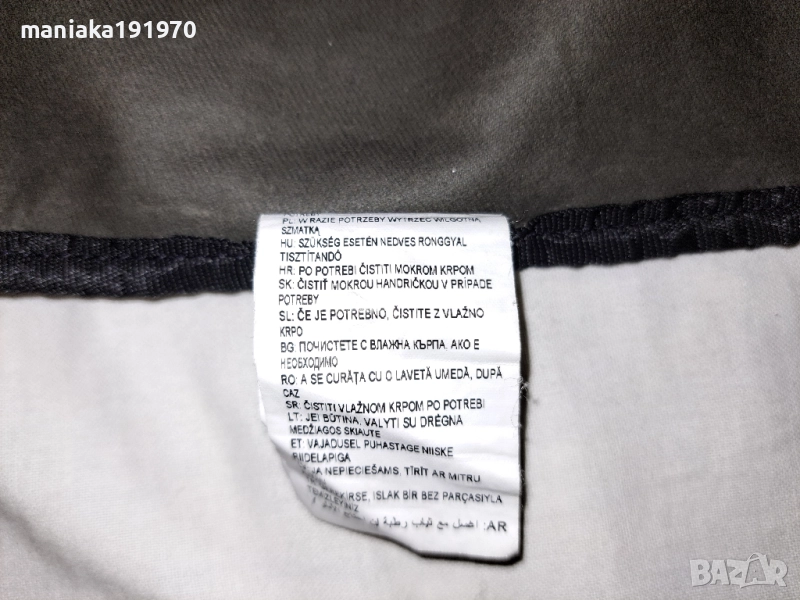 maniaka191970
PL: W RAZIE POTRZEBY WYTRZEC WILGOTNĄ
SZMATKĄ
HU: SZÜKSÉG ESETÉN NEDVES RONGGYAL
TISZTÍTANDÓ
HR: PO POTREBI ČISTITI MOKROM KRPOM
SK: ČISTIŤ MOKROU HANDRIČKOU V PRÍPADE
POTREBY
SL: ČE JE POTREBNO, ČISTITE Z VLAŽNO
KRPO
BG: ПОЧИСТЕТЕ С ВЛАЖНА КЪРПА. АКО Е
НЕОБХОДИМО
RO: A SE CURĂȚA CU O LAVETĂ UMEDĂ, DUPĂ
CAZ
SR: ČISTITI VLAŽNOM KRPOM PO POTREBI
LT: JEI BŪTINA, VALYTI SU DRĖGNA
MEDŽIAGOS SKIAUTE
ET: VAJADUSEL PUHASTAGE NIISKE
RIIDELAPIGA
JA NEPIECIEŠAMS, TĪRĪT AR MITRU
ISLAK BIR BEZ PARÇASIYLA
AR:
BAZAR